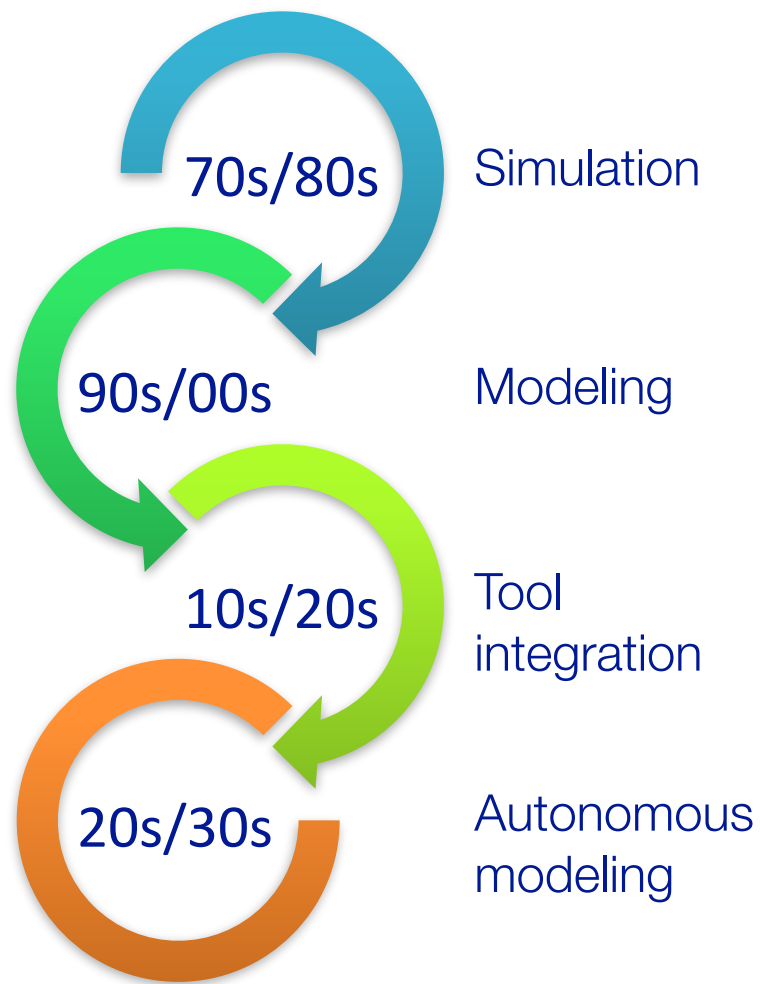 70s/80s
Simulation
90s/00s
Modeling
10s/20s
Tool
integration
20s/30s
Autonomous
modeling